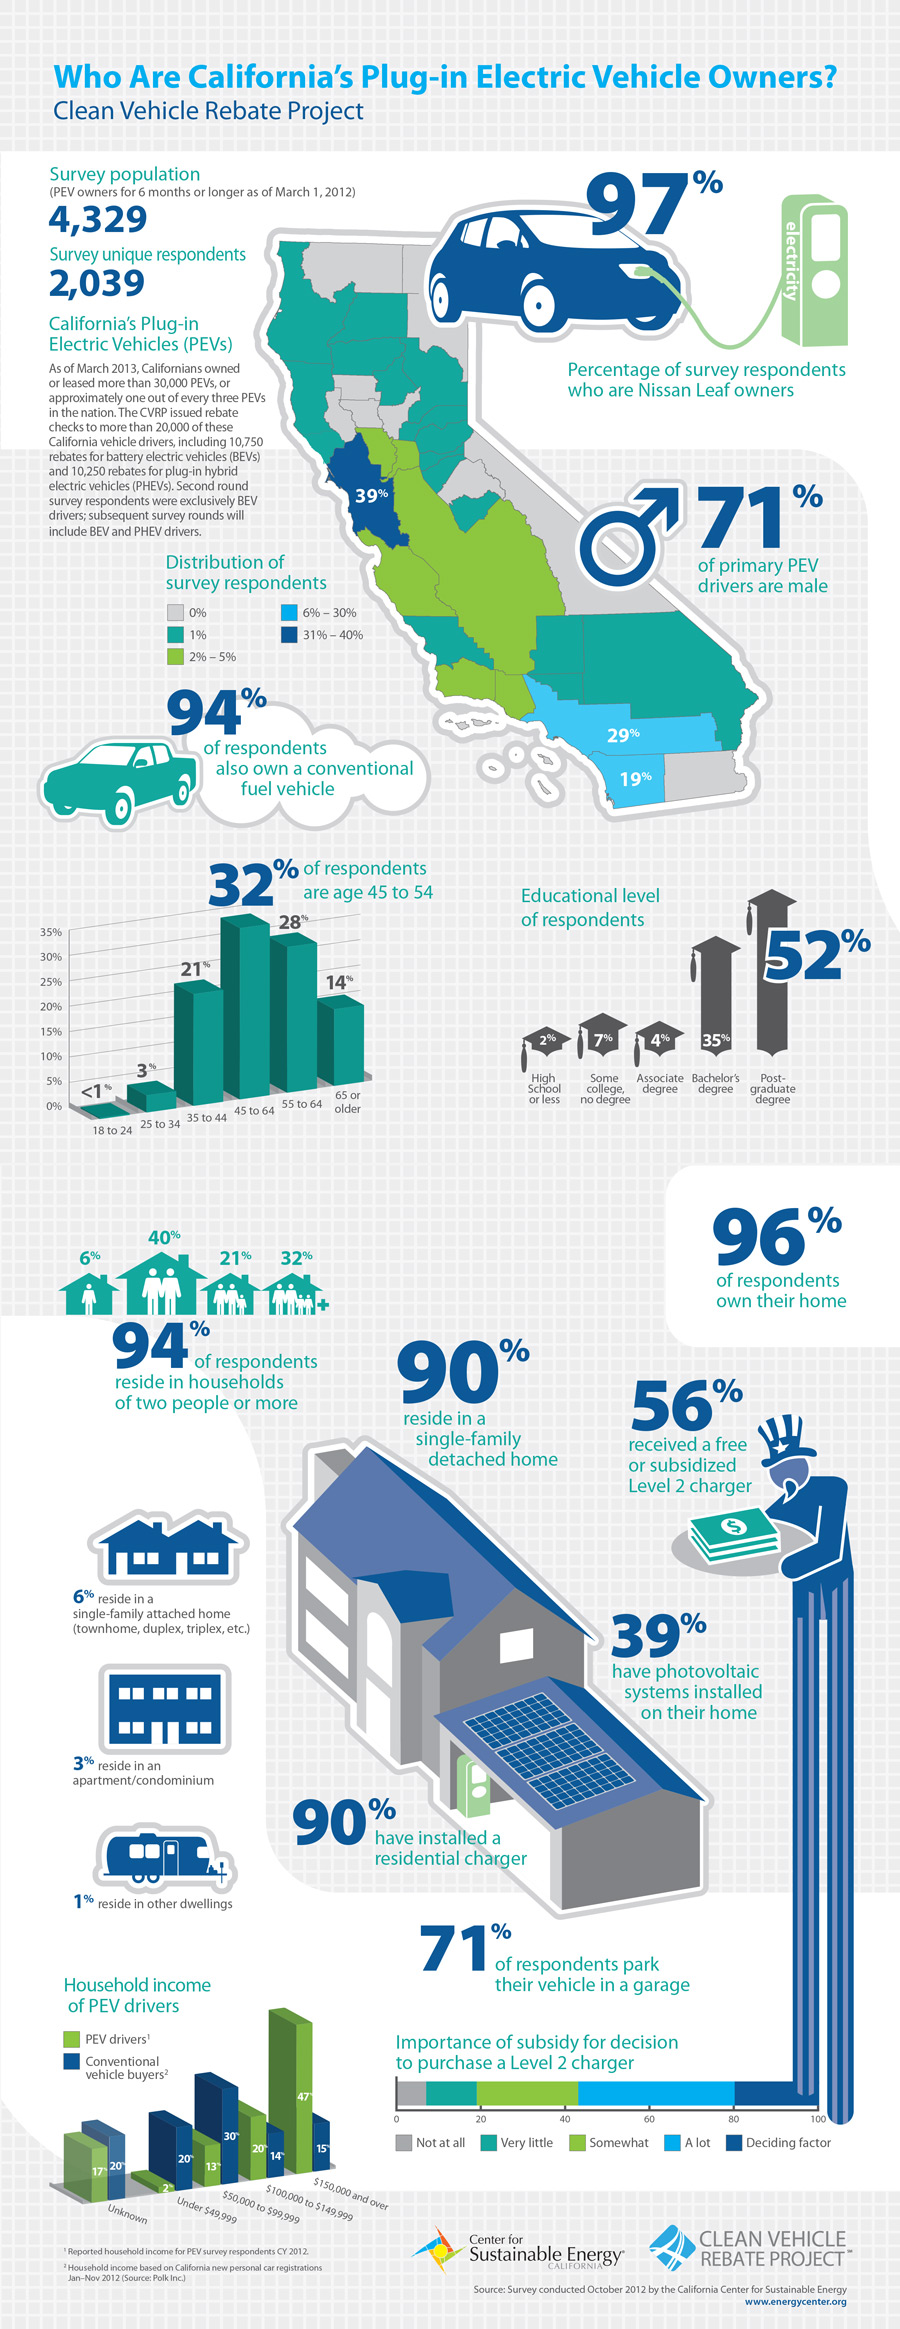 Who Are California's Plug-in Electric Vehicle Owners?
Clean Vehicle Rebate Project
Survey population
(PEV owners for 6 months or longer as of March 1, 2012)
4,329
Survey unique respondents
2,039
California's Plug-in
Electric Vehicles (PEVs)
As of March 2013, Californians owned
or leased more than 30,000 PEVs, or
approximately one out of every three PEVs
in the nation. The CVRP issued rebate
checks to more than 20,000 of these
California vehicle drivers, including 10,750
rebates for battery electric vehicles (BEVs)
and 10,250 rebates for plug-in hybrid
electric vehicles (PHEVs). Second round
survey respondents were exclusively BEV
drivers; subsequent survey rounds will
include BEV and PHEV drivers.
97%
electricity
Percentage of survey respondents
who are Nissan Leaf owners
39%
71%
of primary PEV
drivers are male
Distribution of
survey respondents
0%
1%
2% – 5%
6% – 30%
31% – 40%
29%
19%
94%
of respondents
also own a conventional
fuel vehicle
32% of respondents
are age 45 to 54
35%
30%
25%
20%
15%
10%
5%
0%
<1%
3%
21%
28%
14%
18 to 24
25 to 34
35 to 44
45 to 64
55 to 64
65 or
older
Educational level
of respondents
2%
7%
4%
35%
52%
High
School
or less
Some
college,
no degree
Associate
degree
Bachelor's
degree
Post-
graduate
degree
96%
of respondents
own their home
6%
40%
21%
32%
+
94% of respondents
reside in households
of two people or more
90%
reside in a
single-family
detached home
56%
received a free
or subsidized
Level 2 charger
$
6% reside in a
single-family attached home
(townhome, duplex, triplex, etc.)
39%
have photovoltaic
systems installed
on their home
3% reside in an
apartment/condominium
90% have installed a
residential charger
1% reside in other dwellings
71%
of respondents park
their vehicle in a garage
Household income
of PEV drivers
PEV drivers¹
Conventional
vehicle buyers²
17%
20%
2%
20%
13%
30%
20%
14%
47%
15%
Unknown
Under $49,999
$50,000 to $99,999
$100,000 to $149,999
$150,000 and over
Importance of subsidy for decision
to purchase a Level 2 charger
0
20
40
60
80
100
Not at all
Very little
Somewhat
A lot
Deciding factor
¹ Reported household income for PEV survey respondents CY 2012.
² Household income based on California new personal car registrations
Jan–Nov 2012 (Source: Polk Inc.)
Center for
Sustainable Energy®
CALIFORNIA
CLEAN VEHICLE
REBATE PROJECT™
Source: Survey conducted October 2012 by the California Center for Sustainable Energy
www.energycenter.org